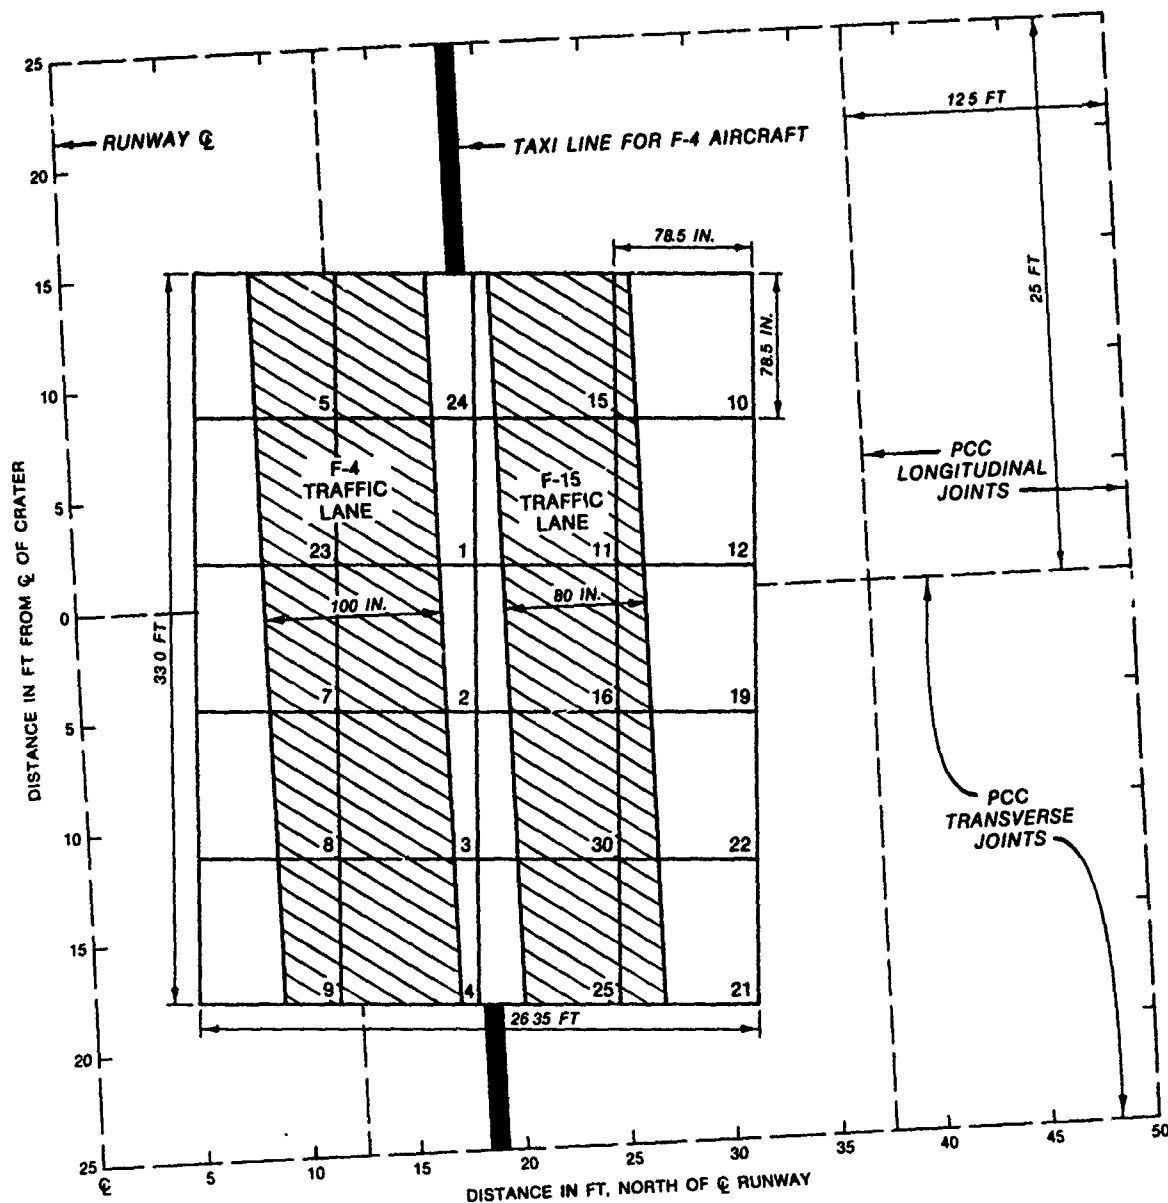 25
20
15
10
5
0
5
10
15
20
25
DISTANCE IN FT FROM ℄ OF CRATER
RUNWAY ℄
TAXI LINE FOR F-4 AIRCRAFT
12 5 FT
25 FT
78.5 IN.
78.5 IN.
33 0 FT
5
24
15
10
F-4
TRAFFIC
LANE
F-15
TRAFFIC
LANE
PCC
LONGITUDINAL
JOINTS
23
1
11
12
100 IN.
80 IN.
7
2
16
19
8
3
30
22
PCC
TRANSVERSE
JOINTS
9
4
25
21
26 35 FT
℄
5
10
15
20
25
30
35
40
45
50
DISTANCE IN FT, NORTH OF ℄ RUNWAY